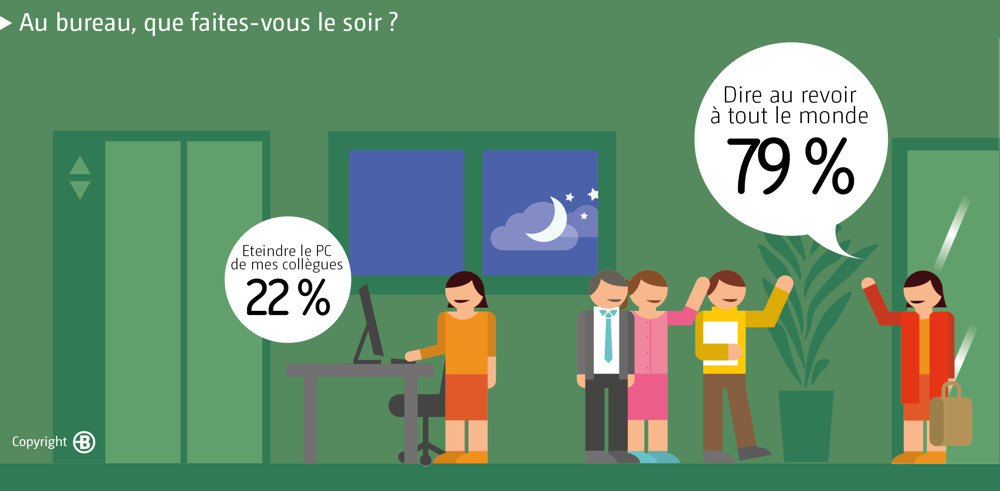 Au bureau, que faites-vous le soir ?
Dire au revoir
à tout le monde
79 %
Eteindre le PC
de mes collègues
22 %
Copyright B